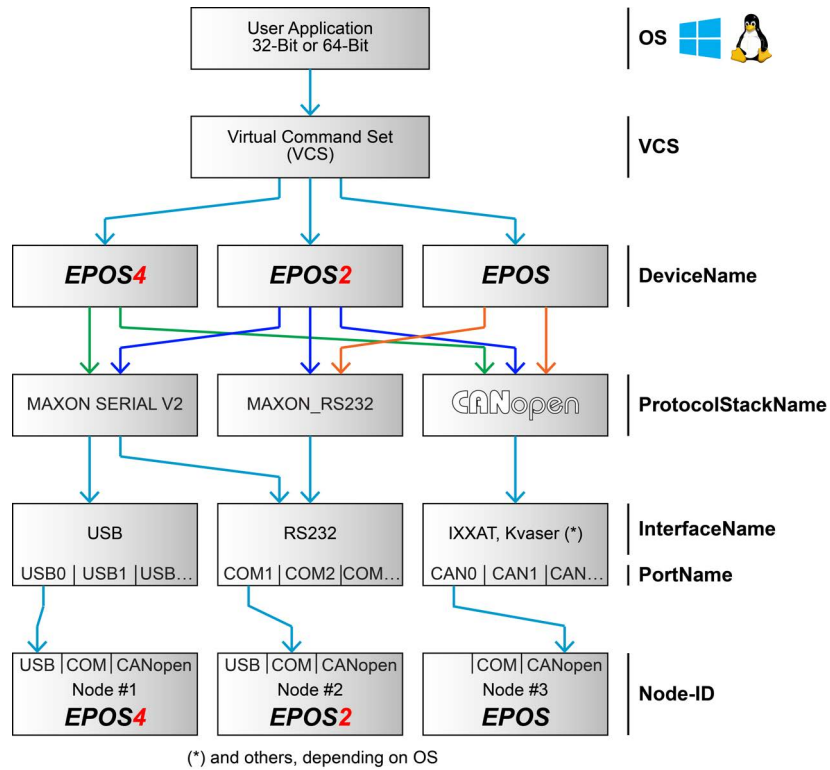 User Application
32-Bit or 64-Bit
OS
Virtual Command Set
(VCS)
VCS
EPOS4
EPOS2
EPOS
DeviceName
MAXON SERIAL V2
MAXON_RS232
CANopen
ProtocolStackName
USB
RS232
IXXAT, Kvaser (*)
InterfaceName
USB0 USB1 USB...
COM1 COM2 COM...
CAN0 CAN1 CAN...
PortName
USB COM CANopen
Node #1
EPOS4
USB COM CANopen
Node #2
EPOS2
COM CANopen
Node #3
EPOS
Node-ID
(*) and others, depending on OS